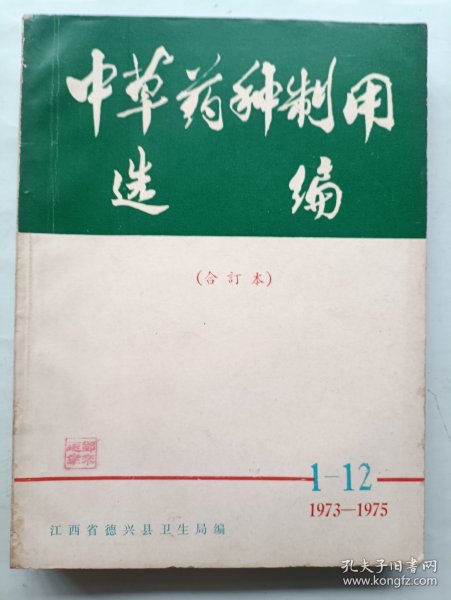 中草药种制用
选编
(合訂本)
1-12
1973—1975
江西省德兴县卫生局编
孔夫子旧书网
www.kongfz.com